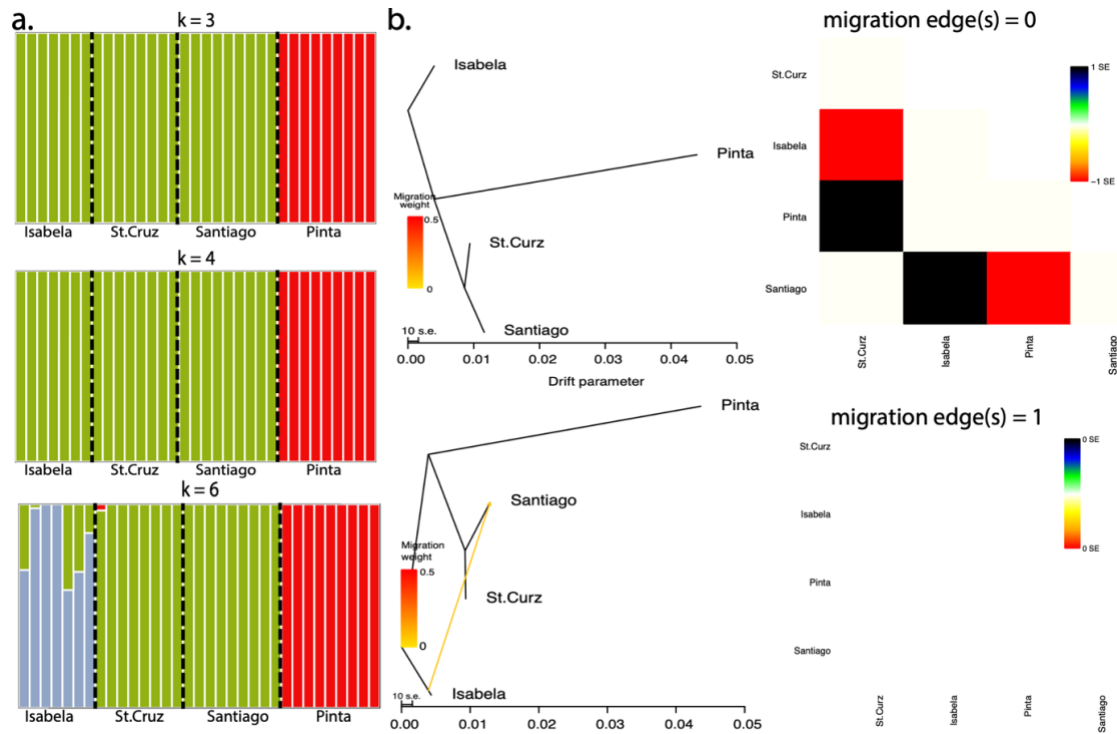 a.
k = 3
Isabela St.Cruz Santiago Pinta
k = 4
Isabela St.Cruz Santiago Pinta
k = 6
Isabela St.Cruz Santiago Pinta
b.
Isabela
Pinta
Migration
weight
0.5
0
St.Curz
Santiago
10 s.e.
0.00 0.01 0.02 0.03 0.04 0.05
Drift parameter
migration edge(s) = 0
St.Curz
Isabela
Pinta
Santiago
1 SE
−1 SE
St.Curz Isabela Pinta Santiago
Pinta
Santiago
Migration
weight
0.5
0
St.Curz
Isabela
10 s.e.
0.00 0.01 0.02 0.03 0.04 0.05
migration edge(s) = 1
St.Curz
Isabela
Pinta
Santiago
0 SE
0 SE
St.Curz Isabela Pinta Santiago